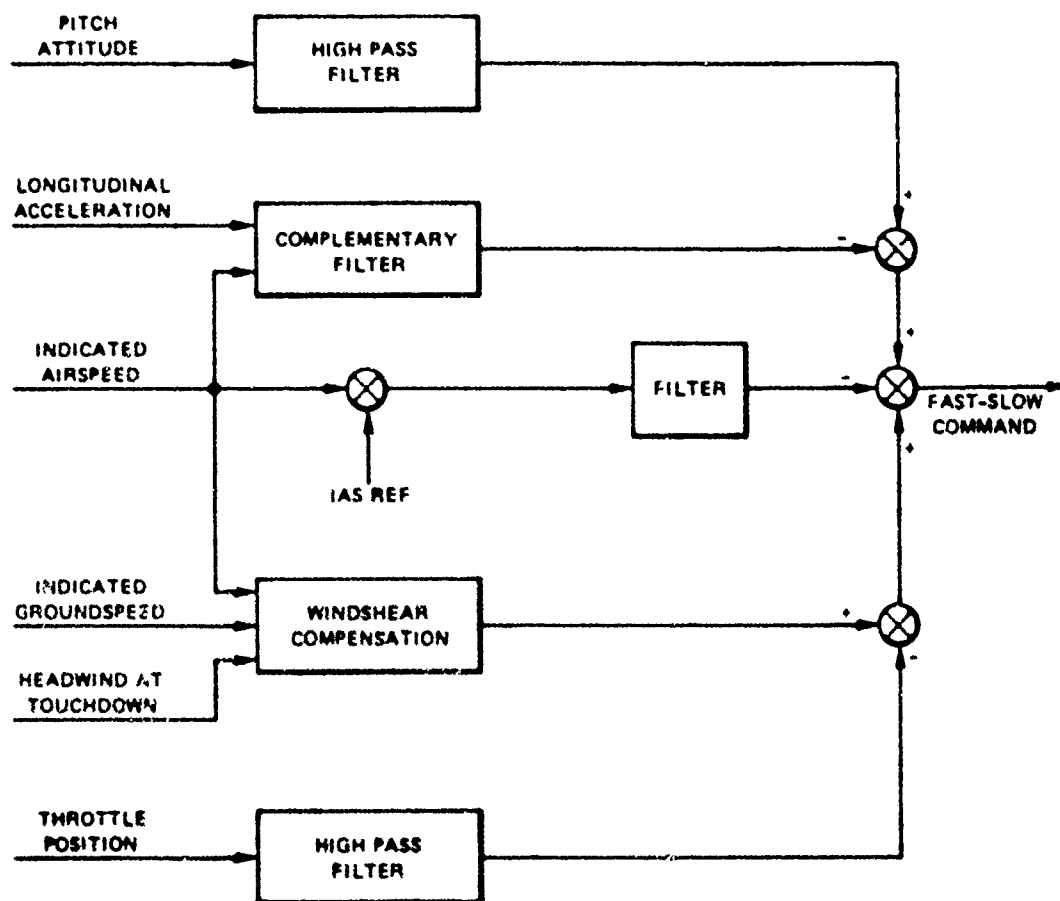 PITCH
ATTITUDE
HIGH PASS
FILTER
+
LONGITUDINAL
ACCELERATION
COMPLEMENTARY
FILTER
-
+
INDICATED
AIRSPEED
FILTER
-
FAST-SLOW
COMMAND
+
IAS REF
INDICATED
GROUNDSPEED
WINDSHEAR
COMPENSATION
+
-
HEADWIND AT
TOUCHDOWN
THROTTLE
POSITION
HIGH PASS
FILTER